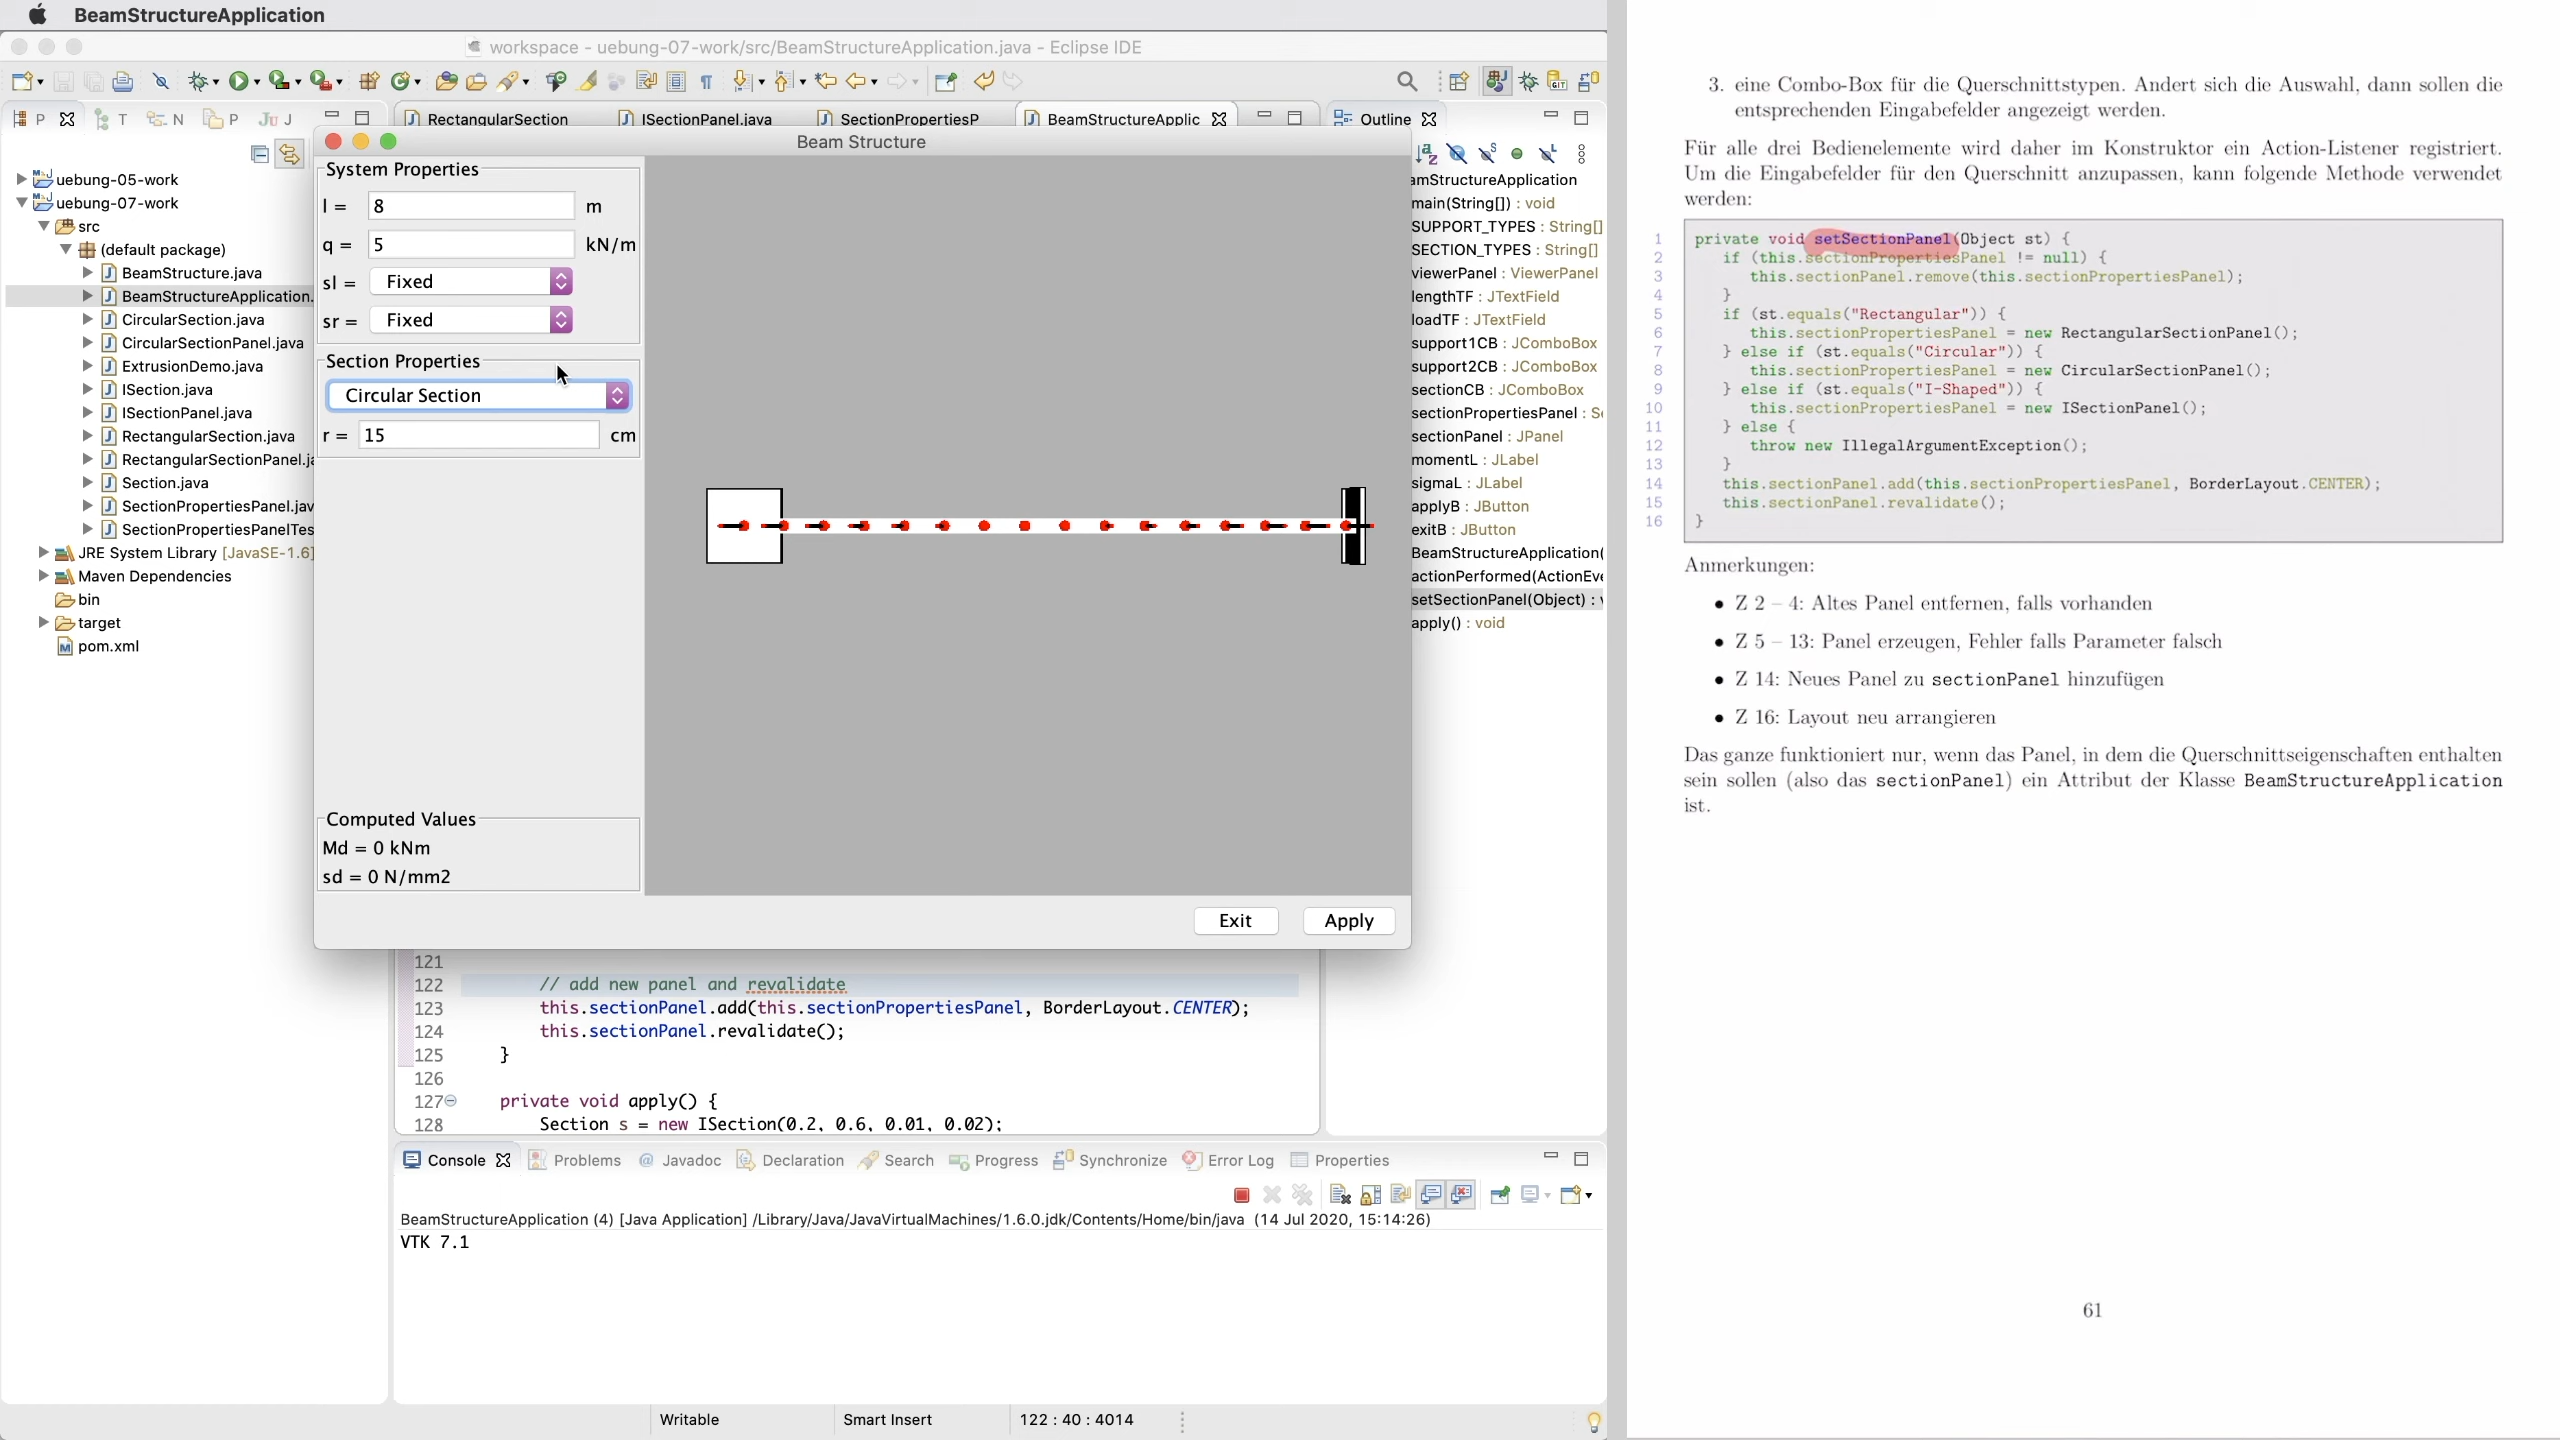 BeamStructureApplication
workspace - uebung-07-work/src/BeamStructureApplication.java - Eclipse IDE
P
T
N
P
J
RectangularSection
ISectionPanel.java
SectionPropertiesP
BeamStructureApplic
Outline
uebung-05-work
uebung-07-work
src
(default package)
BeamStructure.java
BeamStructureApplication.
CircularSection.java
CircularSectionPanel.java
ExtrusionDemo.java
ISection.java
ISectionPanel.java
RectangularSection.java
RectangularSectionPanel.ja
Section.java
SectionPropertiesPanel.jav
SectionPropertiesPanelTes
JRE System Library [JavaSE-1.6]
Maven Dependencies
bin
target
pom.xml
Beam Structure
System Properties
l = 8 m
q = 5 kN/m
sl = Fixed
sr = Fixed
Section Properties
Circular Section
r = 15 cm
Computed Values
Md = 0 kNm
sd = 0 N/mm2
Exit
Apply
amStructureApplication
main(String[]) : void
SUPPORT_TYPES : String[]
SECTION_TYPES : String[]
viewerPanel : ViewerPanel
lengthTF : JTextField
loadTF : JTextField
support1CB : JComboBox
support2CB : JComboBox
sectionCB : JComboBox
sectionPropertiesPanel : Se
sectionPanel : JPanel
momentL : JLabel
sigmaL : JLabel
applyB : JButton
exitB : JButton
BeamStructureApplication(
actionPerformed(ActionEve
setSectionPanel(Object) : v
apply() : void
121
122 // add new panel and revalidate
123 this.sectionPanel.add(this.sectionPropertiesPanel, BorderLayout.CENTER);
124 this.sectionPanel.revalidate();
125 }
126
127 private void apply() {
128 Section s = new ISection(0.2, 0.6, 0.01, 0.02);
Console
Problems
Javadoc
Declaration
Search
Progress
Synchronize
Error Log
Properties
BeamStructureApplication (4) [Java Application] /Library/Java/JavaVirtualMachines/1.6.0.jdk/Contents/Home/bin/java (14 Jul 2020, 15:14:26)
VTK 7.1
Writable
Smart Insert
122 : 40 : 4014
3. eine Combo-Box für die Querschnittstypen. Andert sich die Auswahl, dann sollen die
entsprechenden Eingabefelder angezeigt werden.
Für alle drei Bedienelemente wird daher im Konstruktor ein Action-Listener registriert.
Um die Eingabefelder für den Querschnitt anzupassen, kann folgende Methode verwendet
werden:
1 private void setSectionPanel(Object st) {
2 if (this.sectionPropertiesPanel != null) {
3 this.sectionPanel.remove(this.sectionPropertiesPanel);
4 }
5 if (st.equals("Rectangular")) {
6 this.sectionPropertiesPanel = new RectangularSectionPanel();
7 } else if (st.equals("Circular")) {
8 this.sectionPropertiesPanel = new CircularSectionPanel();
9 } else if (st.equals("I-Shaped")) {
10 this.sectionPropertiesPanel = new ISectionPanel();
11 } else {
12 throw new IllegalArgumentException();
13 }
14 this.sectionPanel.add(this.sectionPropertiesPanel, BorderLayout.CENTER);
15 this.sectionPanel.revalidate();
16 }
Anmerkungen:
• Z 2 – 4: Altes Panel entfernen, falls vorhanden
• Z 5 – 13: Panel erzeugen, Fehler falls Parameter falsch
• Z 14: Neues Panel zu sectionPanel hinzufügen
• Z 16: Layout neu arrangieren
Das ganze funktioniert nur, wenn das Panel, in dem die Querschnittseigenschaften enthalten
sein sollen (also das sectionPanel) ein Attribut der Klasse BeamStructureApplication
ist.
61